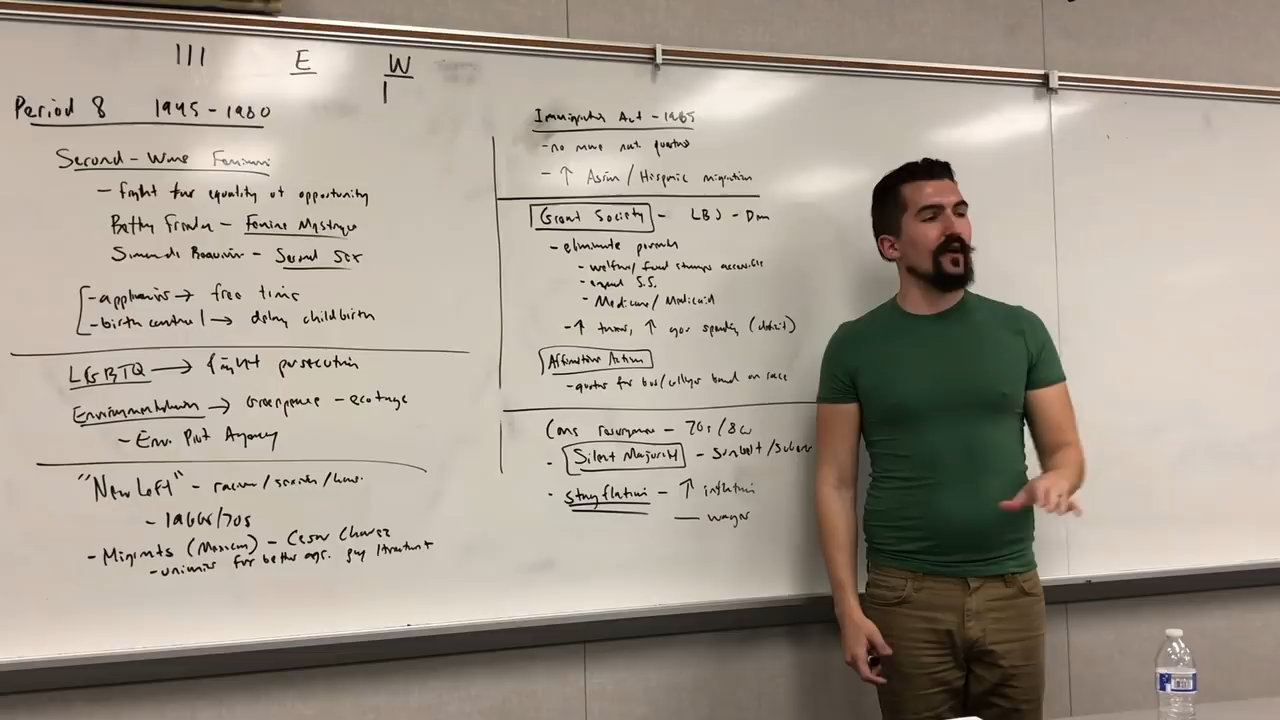 III E W
I
Period 8 1945-1980
Second-Wave Feminism
- fight for equality of opportunity
Betty Friedan - Feminine Mystique
Simone de Beauvoir - Second Sex
- appliances → free time
- birth control → delay childbirth
LGBTQ → fight persecution
Environmentalism → Greenpeace - ecotage
- Env. Prot Agency
"New Left" - racism/sexism/
- 1960s/70s
- Migrants (Mexican) - Cesar Chavez
- unions for better agr. pay/treatment
Immigration Act - 1965
- no more nat. quotas
- ↑ Asian/Hispanic migration
Great Society - LBJ - Dem
- eliminate poverty
- welfare/food stamps accessible
- expand S.S.
- Medicare/Medicaid
- ↑ taxes, ↑ gov spending (deficit)
Affirmative Action
- quotas for bus/colleges based on race
Cons resurgence - 70s/80s
- Silent Majority - Sunbelt/Suburb
- Stagflation - ↑ inflation
— wages